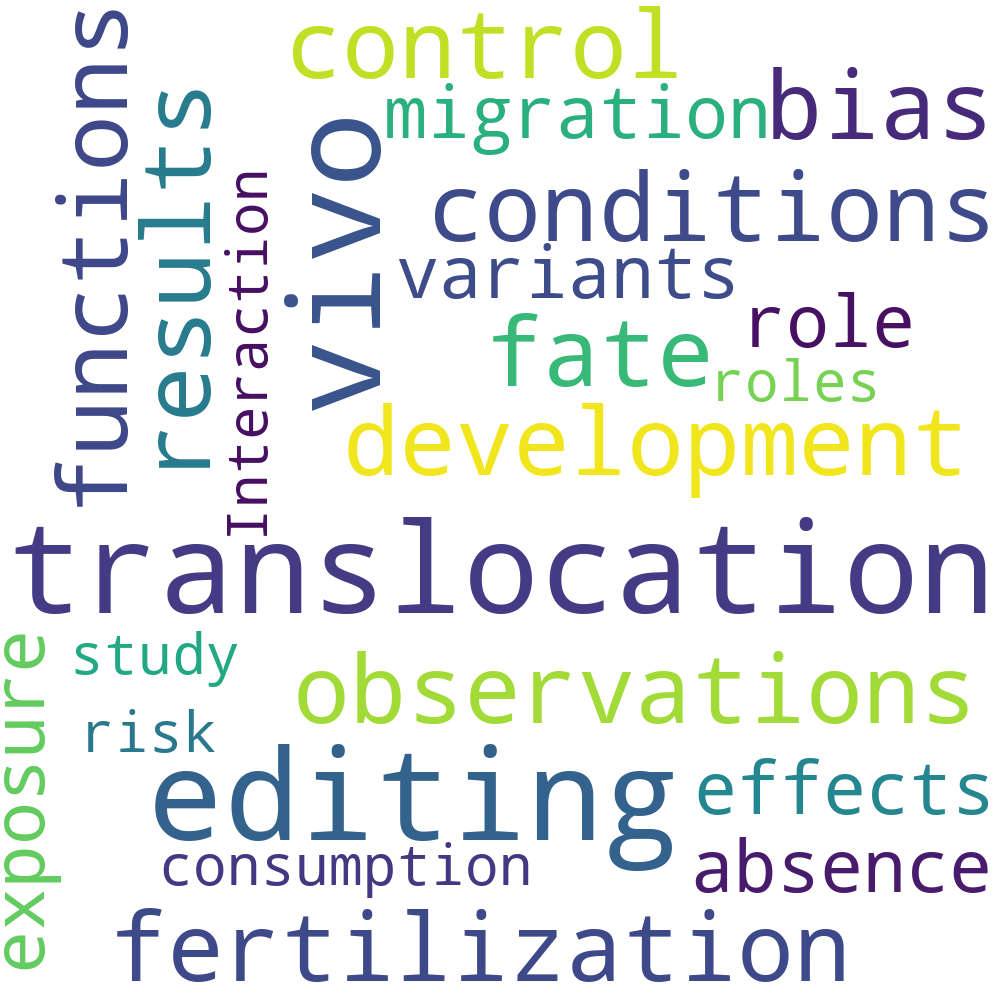 control
migration
bias
functions
results
vivo
Interaction
conditions
variants
role
fate
roles
development
translocation
study
exposure
observations
risk
editing
effects
consumption
absence
fertilization